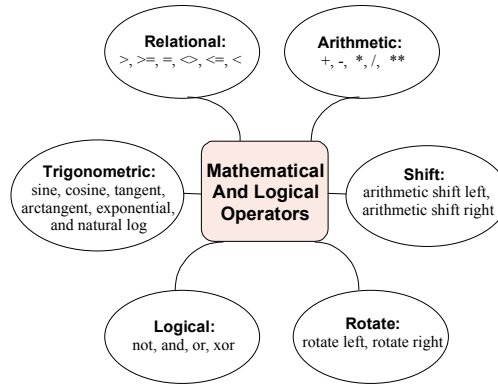 Relational:
>, >=, =, <>, <=, <
Arithmetic:
+, -, *, /, **
Trigonometric:
sine, cosine, tangent,
arctangent, exponential,
and natural log
Mathematical
And Logical
Operators
Shift:
arithmetic shift left,
arithmetic shift right
Logical:
not, and, or, xor
Rotate:
rotate left, rotate right